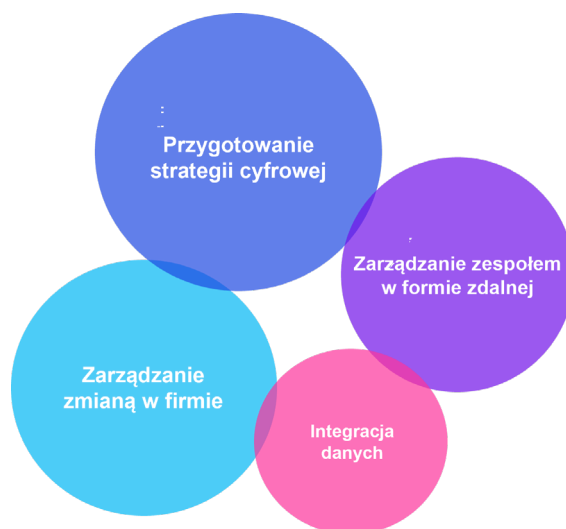 Przygotowanie
strategii cyfrowej
Zarządzanie zespołem
w formie zdalnej
Zarządzanie
zmianą w firmie
Integracja
danych